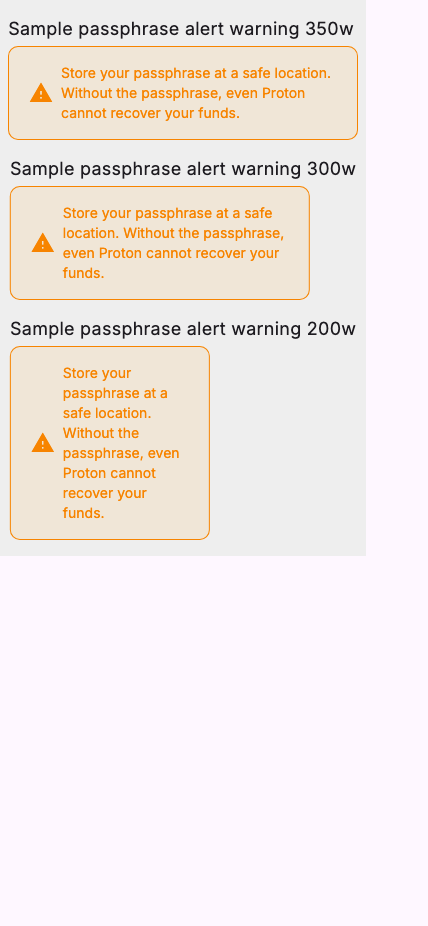 Sample passphrase alert warning 350w
Store your passphrase at a safe location.
Without the passphrase, even Proton
cannot recover your funds.
Sample passphrase alert warning 300w
Store your passphrase at a safe
location. Without the passphrase,
even Proton cannot recover your
funds.
Sample passphrase alert warning 200w
Store your
passphrase at a
safe location.
Without the
passphrase, even
Proton cannot
recover your
funds.